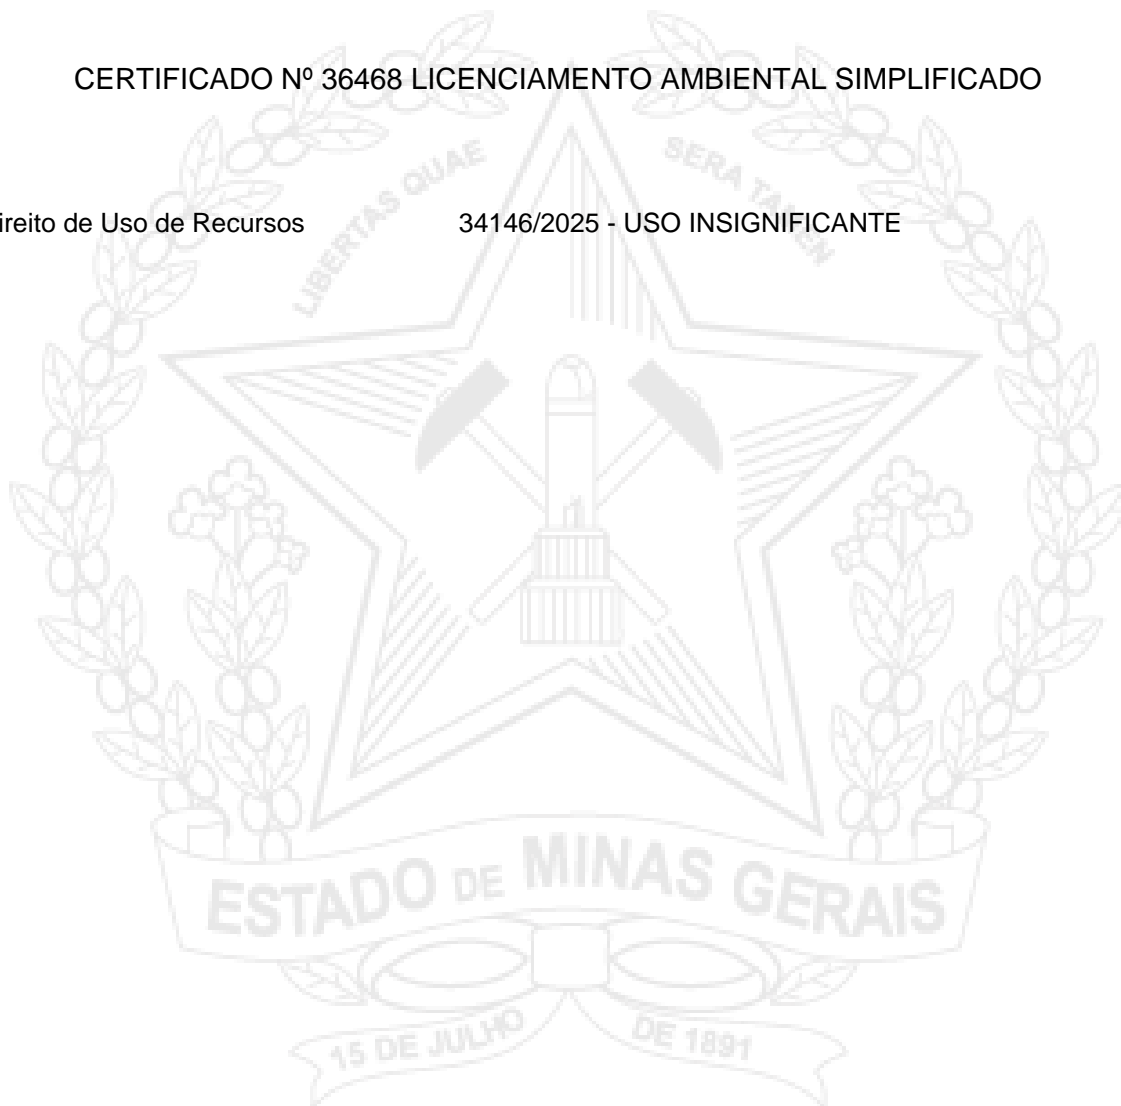 CERTIFICADO Nº 36468 LICENCIAMENTO AMBIENTAL SIMPLIFICADO
LIBERTAS QUAE SERA TAMEN
ireito de Uso de Recursos 34146/2025 - USO INSIGNIFICANTE
ESTADO DE MINAS GERAIS
15 DE JULHO DE 1891